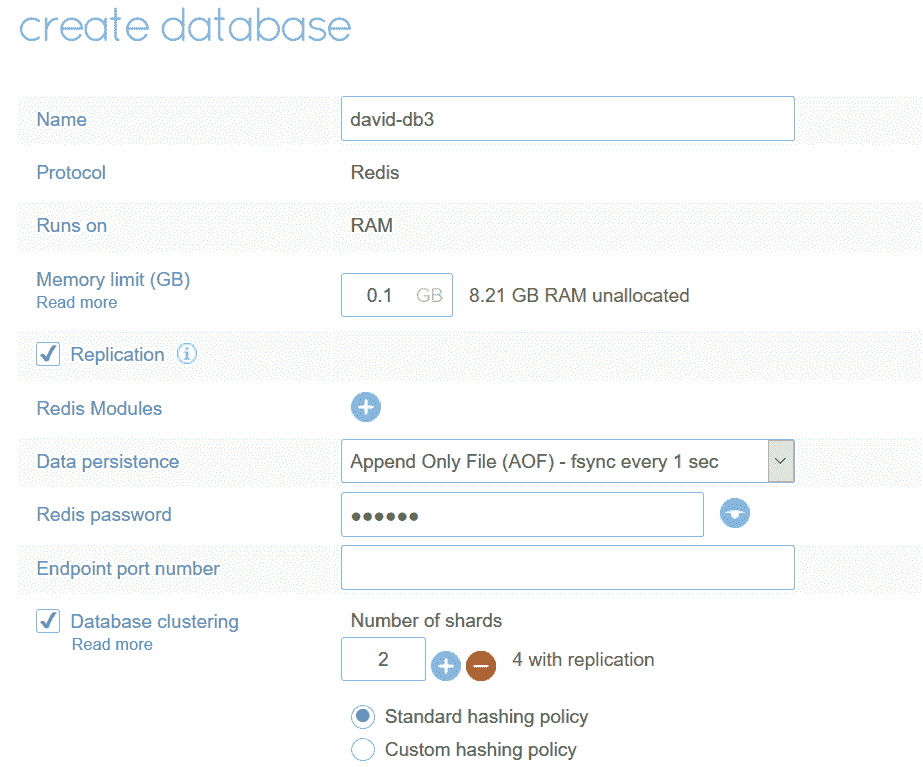 create database
Name david-db3
Protocol Redis
Runs on RAM
Memory limit (GB) 0.1 GB 8.21 GB RAM unallocated
Read more
Replication
Redis Modules
Data persistence Append Only File (AOF) - fsync every 1 sec
Redis password ●●●●●●
Endpoint port number
Database clustering Number of shards
Read more 2 4 with replication
Standard hashing policy
Custom hashing policy